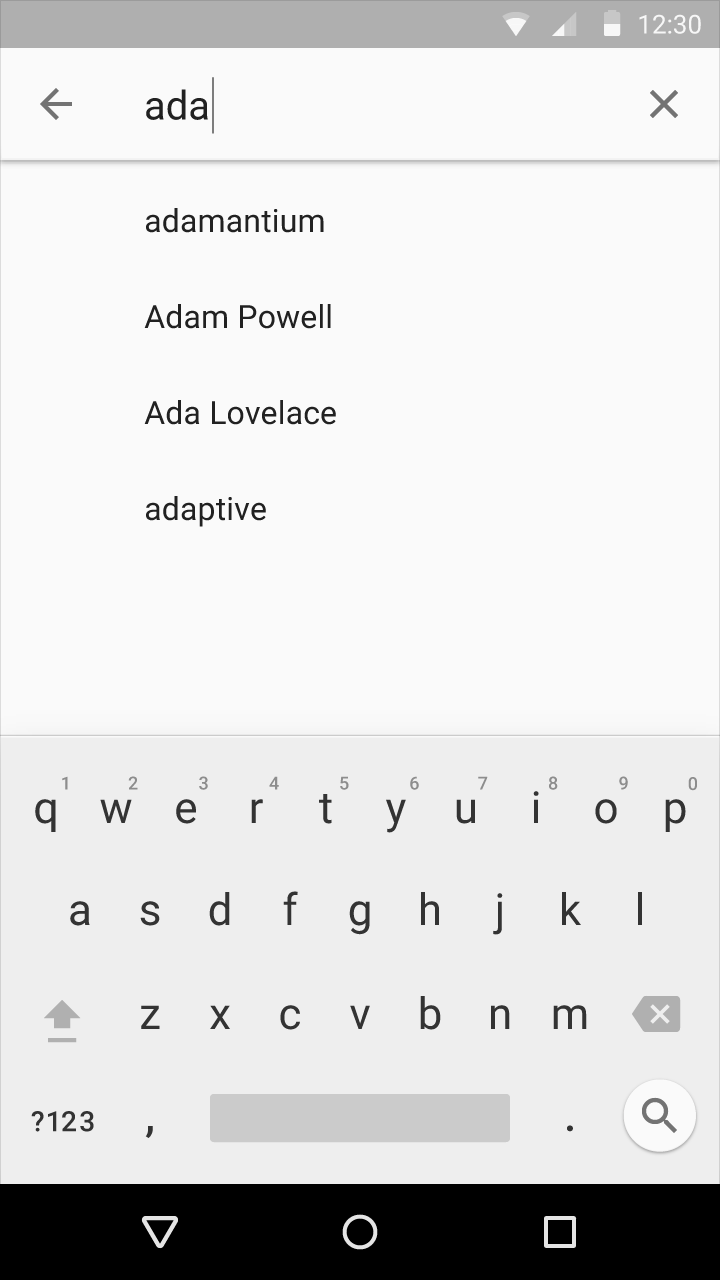 12:30
ada
adamantium
Adam Powell
Ada Lovelace
adaptive
1 2 3 4 5 6 7 8 9 0
q w e r t y u i o p
a s d f g h j k l
z x c v b n m
?123 , .